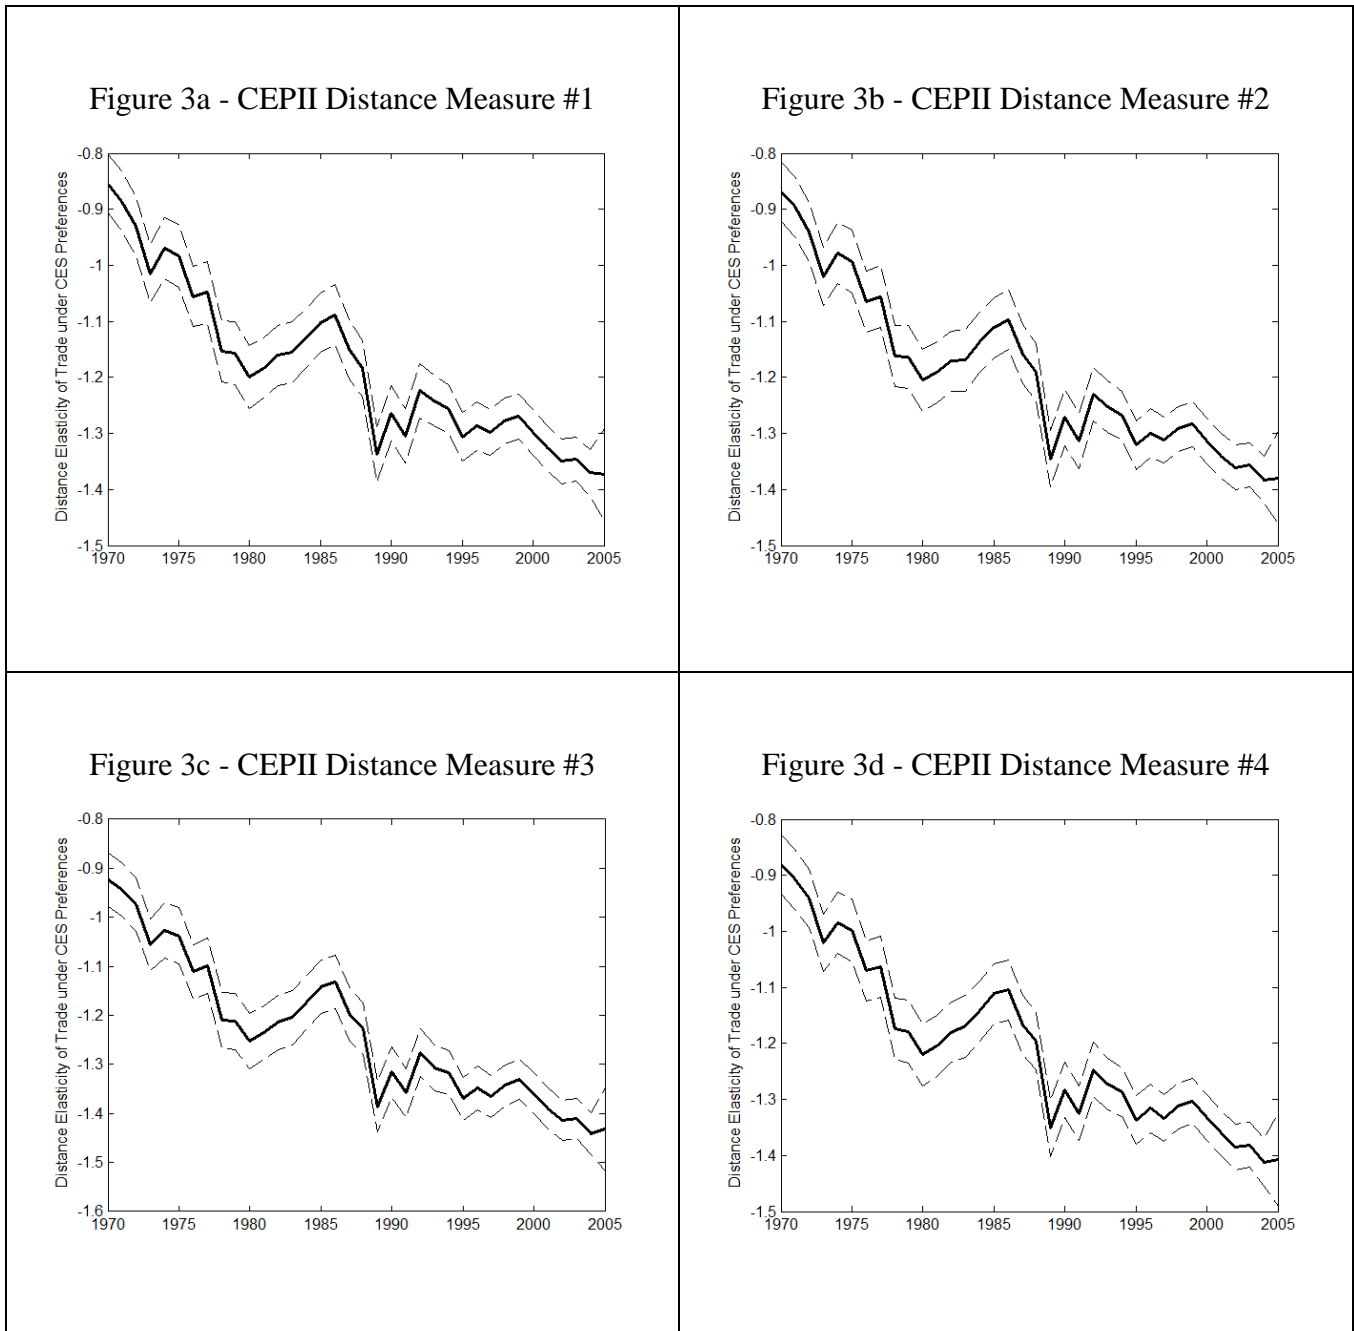 Figure 3a - CEPII Distance Measure #1
Distance Elasticity of Trade under CES Preferences
-0.8
-0.9
-1
-1.1
-1.2
-1.3
-1.4
-1.5
1970 1975 1980 1985 1990 1995 2000 2005
Figure 3b - CEPII Distance Measure #2
Distance Elasticity of Trade under CES Preferences
-0.8
-0.9
-1
-1.1
-1.2
-1.3
-1.4
-1.5
1970 1975 1980 1985 1990 1995 2000 2005
Figure 3c - CEPII Distance Measure #3
Distance Elasticity of Trade under CES Preferences
-0.8
-0.9
-1
-1.1
-1.2
-1.3
-1.4
-1.5
-1.6
1970 1975 1980 1985 1990 1995 2000 2005
Figure 3d - CEPII Distance Measure #4
Distance Elasticity of Trade under CES Preferences
-0.8
-0.9
-1
-1.1
-1.2
-1.3
-1.4
-1.5
1970 1975 1980 1985 1990 1995 2000 2005